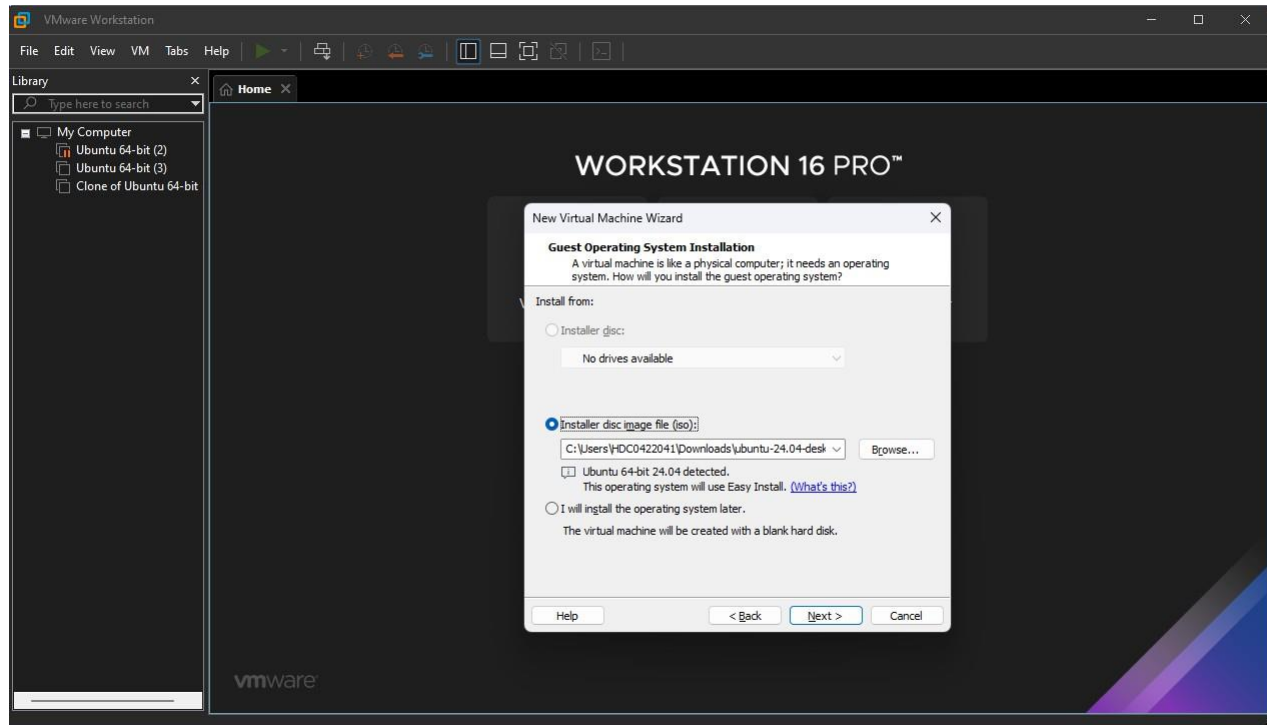 VMware Workstation
File Edit View VM Tabs Help
Library
Type here to search
Home
My Computer
Ubuntu 64-bit (2)
Ubuntu 64-bit (3)
Clone of Ubuntu 64-bit
WORKSTATION 16 PRO™
New Virtual Machine Wizard
Guest Operating System Installation
A virtual machine is like a physical computer; it needs an operating
system. How will you install the guest operating system?
Install from:
Installer disc:
No drives available
Installer disc image file (iso):
C:\Users\HDC0422041\Downloads\ubuntu-24.04-desk
Browse...
Ubuntu 64-bit 24.04 detected.
This operating system will use Easy Install. (What's this?)
I will install the operating system later.
The virtual machine will be created with a blank hard disk.
Help < Back Next > Cancel
vmware